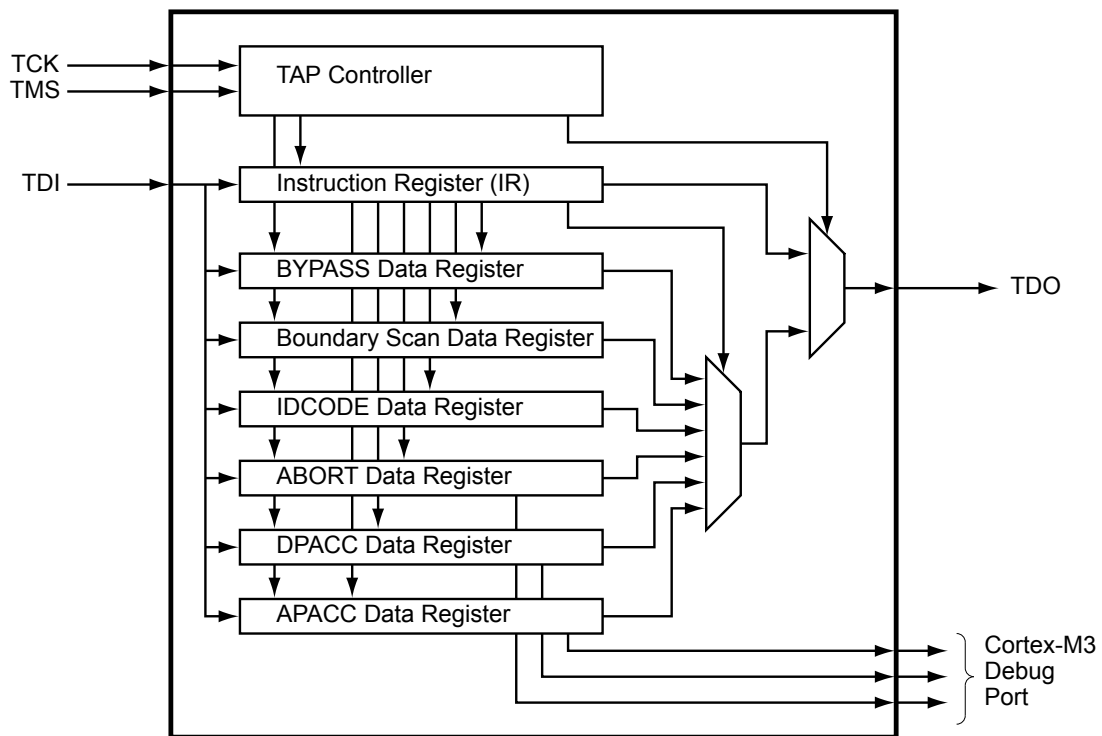 TCK
TMS
TAP Controller
TDI
Instruction Register (IR)
BYPASS Data Register
TDO
Boundary Scan Data Register
IDCODE Data Register
ABORT Data Register
DPACC Data Register
APACC Data Register
Cortex-M3
Debug
Port